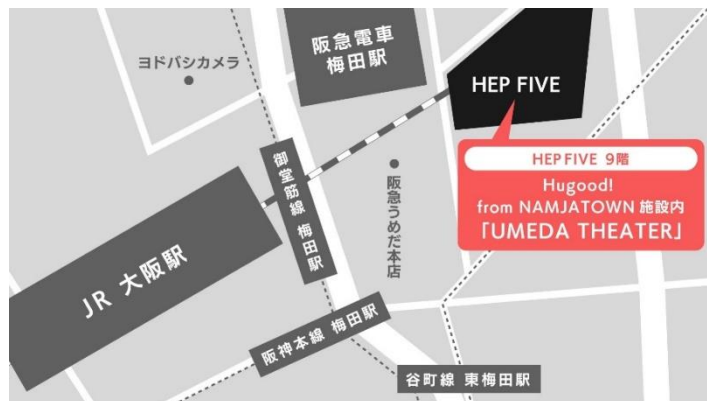 阪急電車
梅田駅
ヨドバシカメラ
HEP FIVE
HEP FIVE 9階
Hugood!
from NAMJATOWN 施設内
「UMEDA THEATER」
御堂筋線 梅田駅
阪急うめだ本店
JR 大阪駅
阪神本線 梅田駅
谷町線 東梅田駅